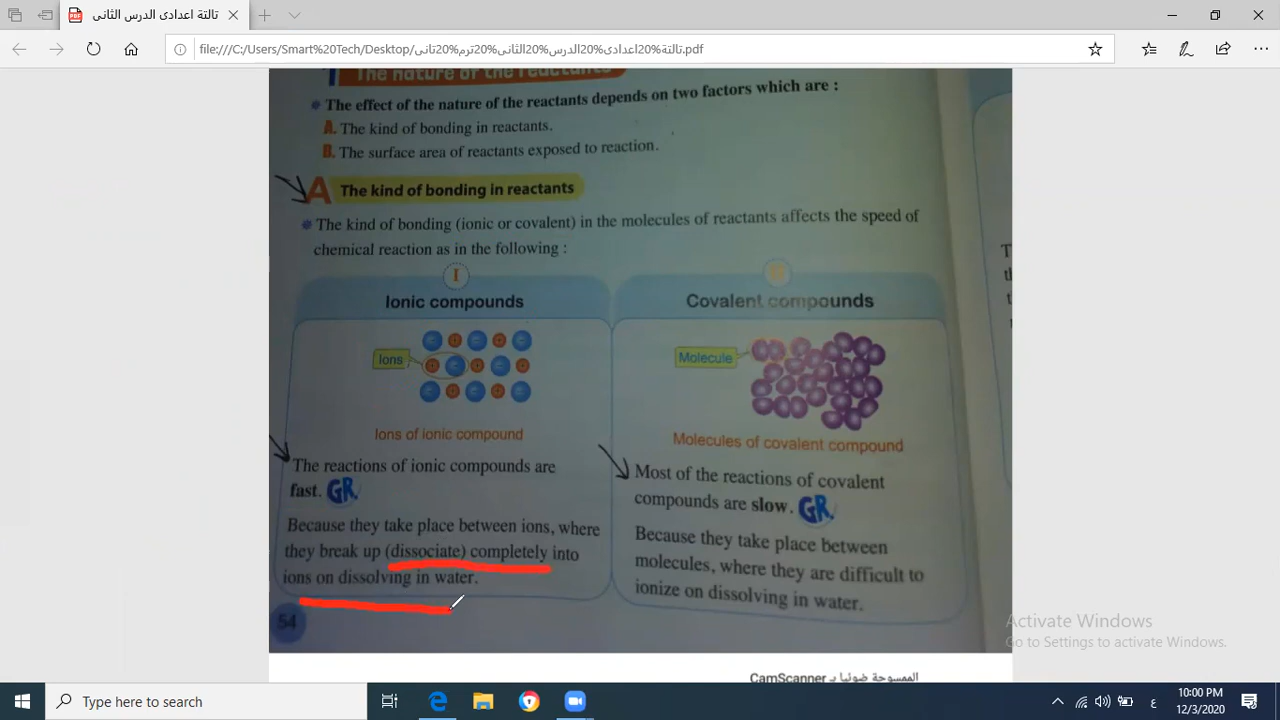 تالتة اعدادى الدرس الثانى
file:///C:/Users/Smart%20Tech/Desktop/تالتة%20اعدادى%20الدرس%20الثانى%20ترم%20تانى.pdf
The nature of the reactants
The effect of the nature of the reactants depends on two factors which are :
A. The kind of bonding in reactants.
B. The surface area of reactants exposed to reaction.
A The kind of bonding in reactants
The kind of bonding (ionic or covalent) in the molecules of reactants affects the speed of
chemical reaction as in the following :
I
Ionic compounds
Ions
Ions of ionic compound
The reactions of ionic compounds are
fast. GR.
Because they take place between ions, where
they break up (dissociate) completely into
ions on dissolving in water.
54
Covalent compounds
Molecule
Molecules of covalent compound
Most of the reactions of covalent
compounds are slow. GR.
Because they take place between
molecules, where they are difficult to
ionize on dissolving in water.
Activate Windows
Go to Settings to activate Windows.
الممسوحة ضوئيا بـ CamScanner
Type here to search
ع
10:00 PM
12/3/2020